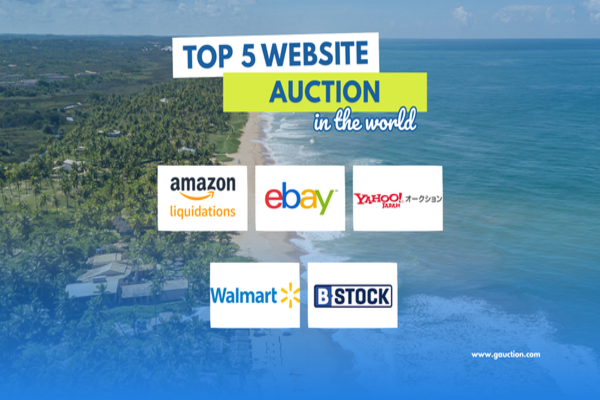 TOP 5 WEBSITE
AUCTION
in the world
amazon
liquidations
ebay™
YAHOO! オークション
JAPAN
Walmart
B-STOCK
www.gauction.com